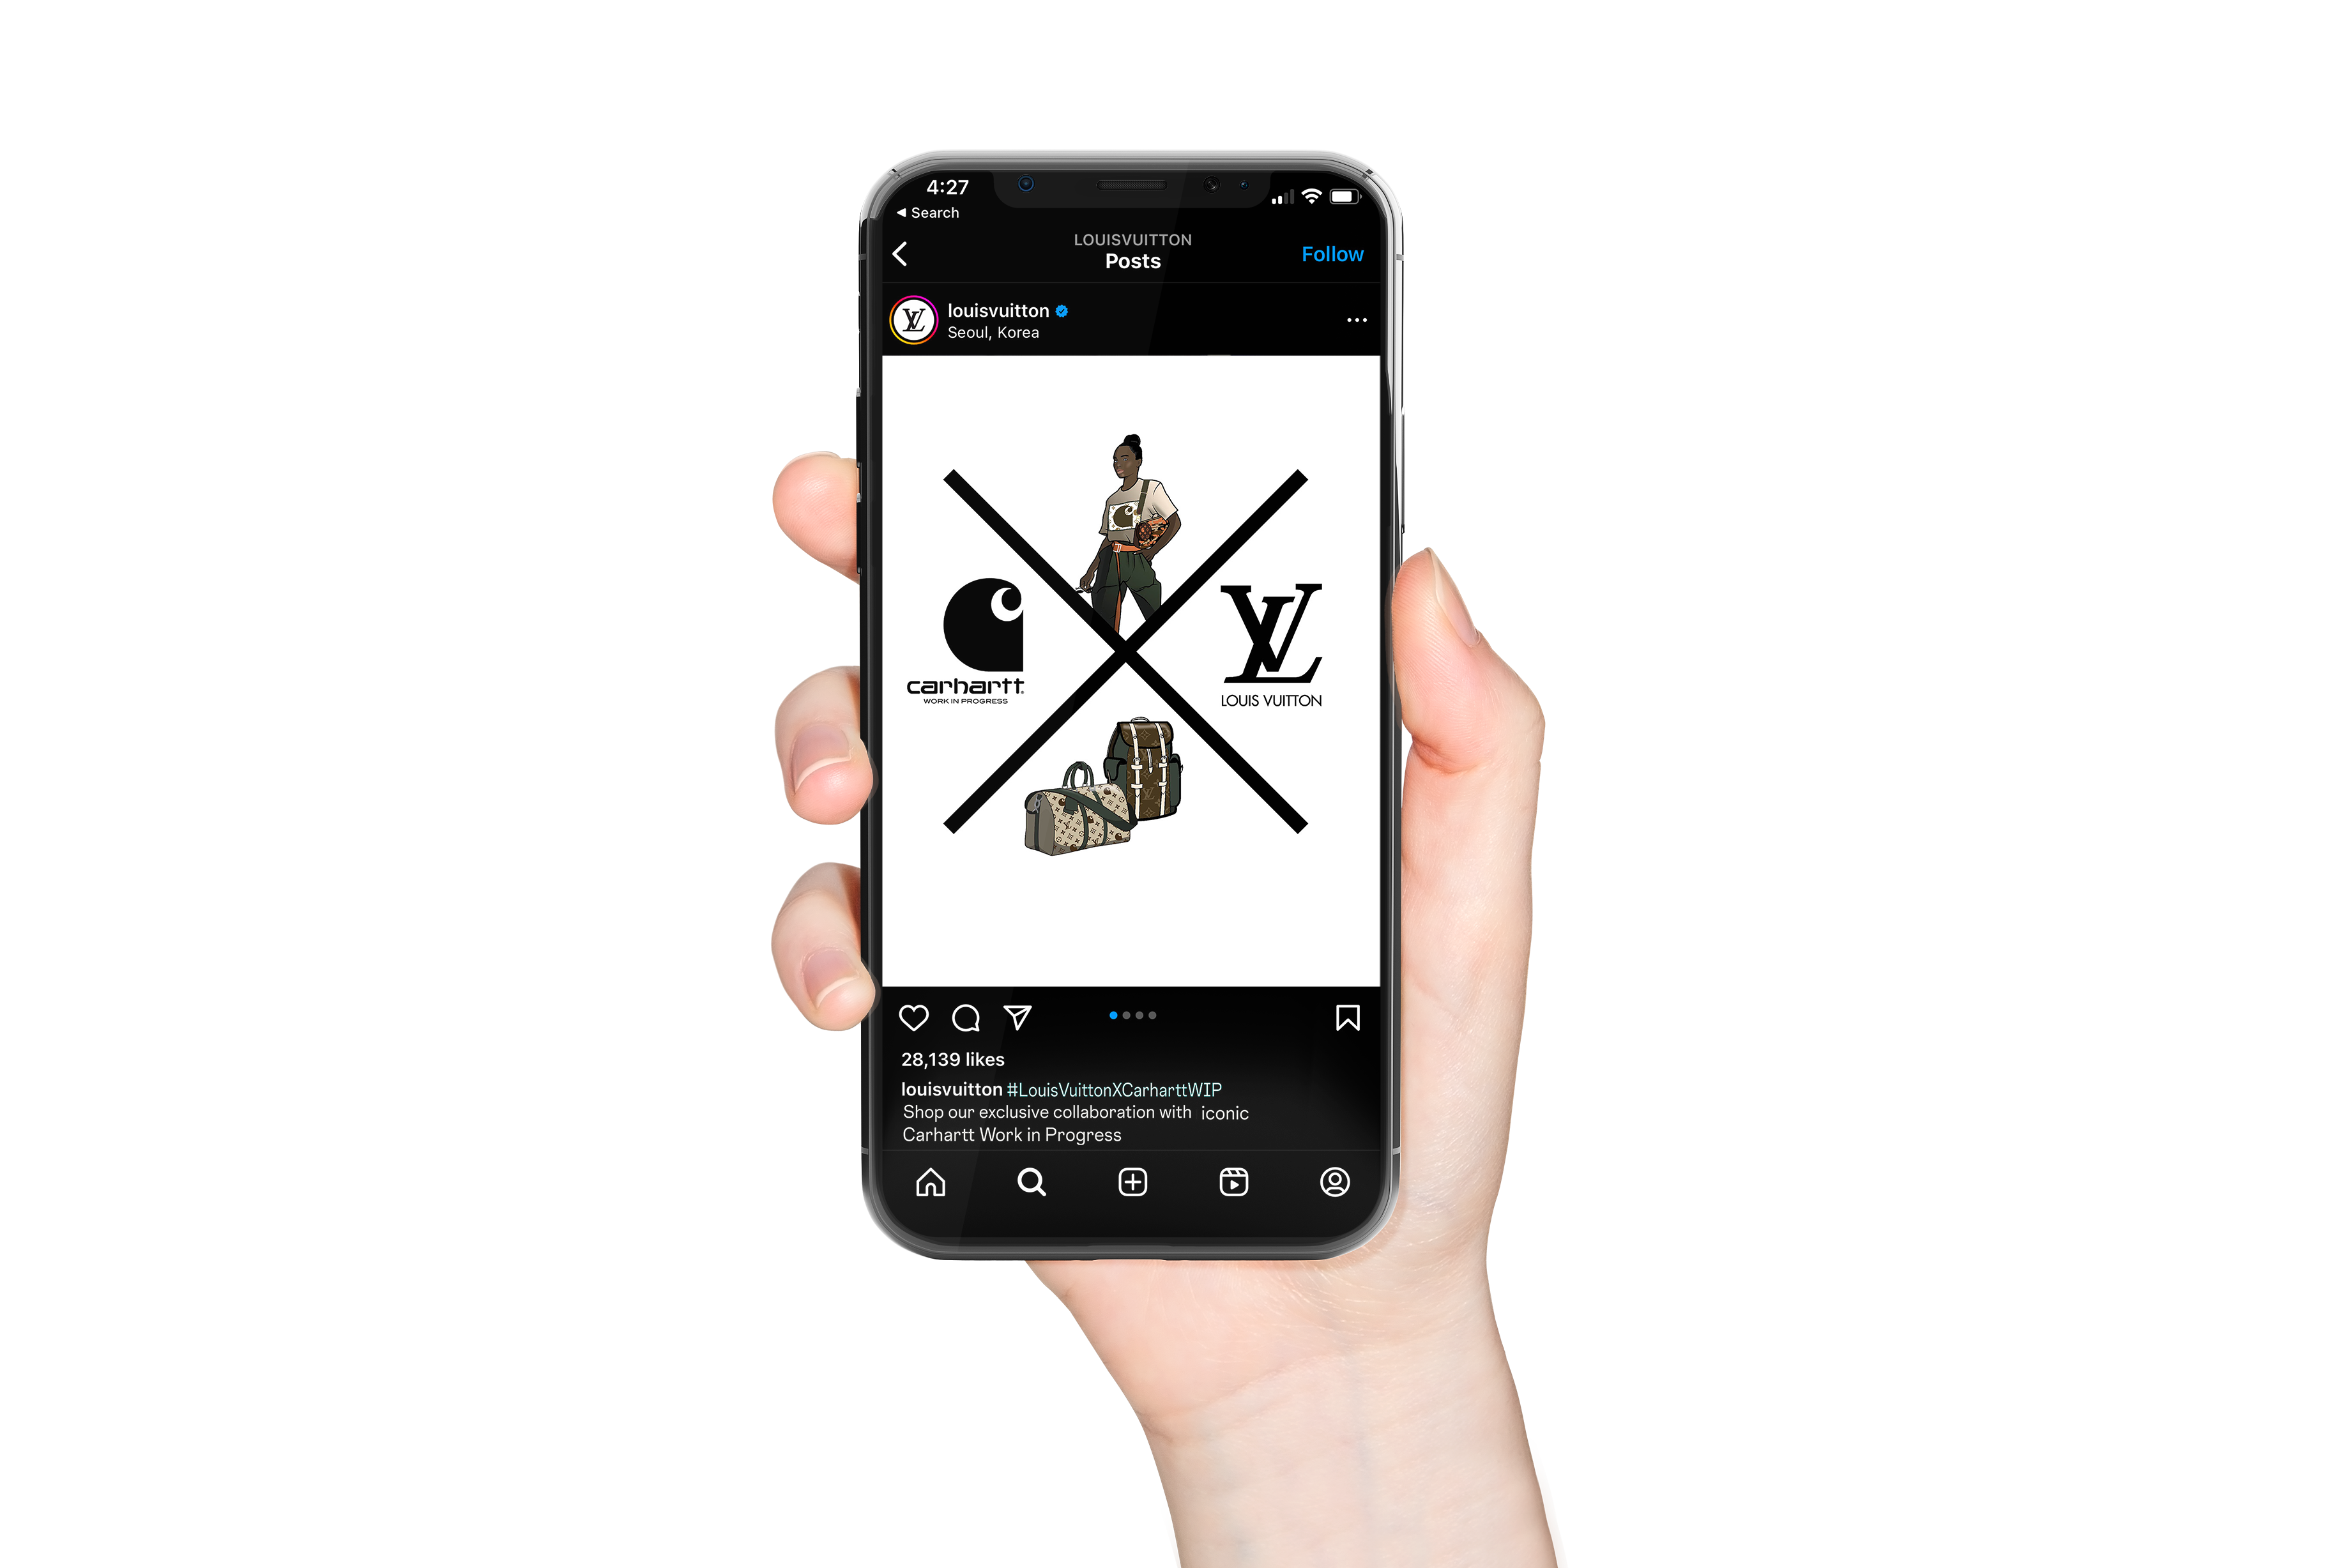 4:27
◀ Search
LOUISVUITTON
Posts
Follow
louisvuitton
Seoul, Korea
carhartt
WORK IN PROGRESS
LOUIS VUITTON
28,139 likes
louisvuitton #LouisVuittonXCarharttWIP
Shop our exclusive collaboration with iconic
Carhartt Work in Progress